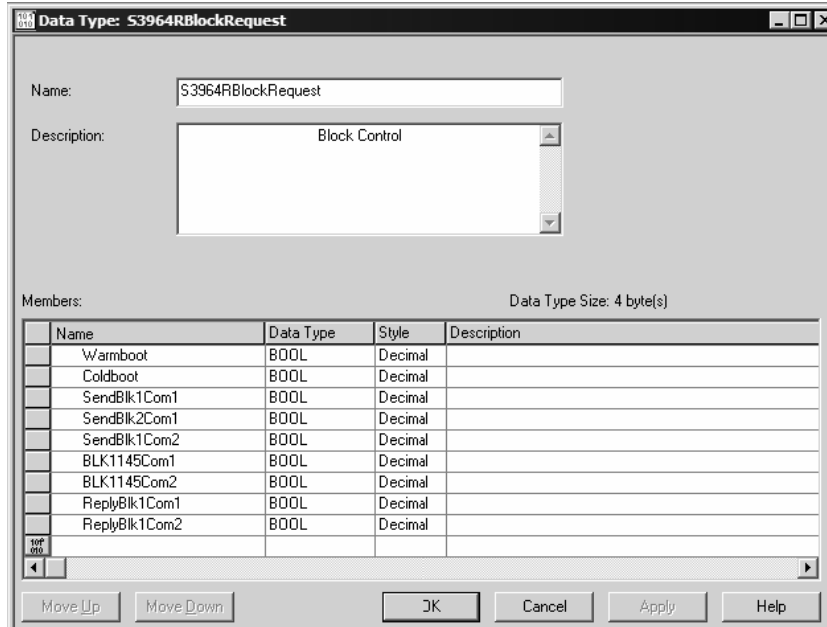 Data Type: S3964RBlockRequest
Name: S3964RBlockRequest
Description: Block Control
Members: Data Type Size: 4 byte(s)
Name Data Type Style Description
Warmboot BOOL Decimal
Coldboot BOOL Decimal
SendBlk1Com1 BOOL Decimal
SendBlk2Com1 BOOL Decimal
SendBlk1Com2 BOOL Decimal
BLK1145Com1 BOOL Decimal
BLK1145Com2 BOOL Decimal
ReplyBlk1Com1 BOOL Decimal
ReplyBlk1Com2 BOOL Decimal
Move Up Move Down OK Cancel Apply Help